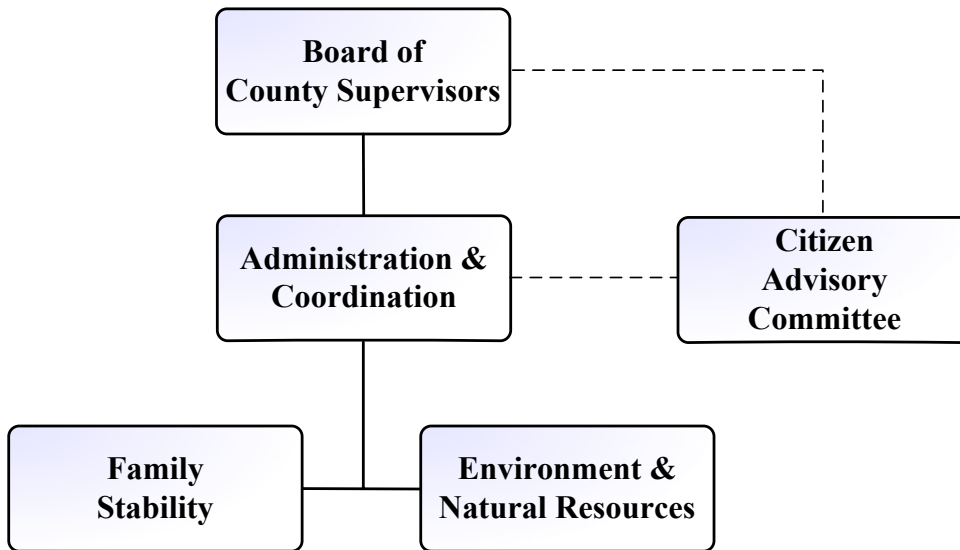 Board of
County Supervisors
Administration &
Coordination
Citizen
Advisory
Committee
Family
Stability
Environment &
Natural Resources